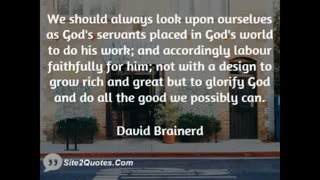 We should always look upon ourselves
as God's servants placed in God's world
to do his work; and accordingly labour
faithfully for him; not with a design to
grow rich and great but to glorify God
and do all the good we possibly can.
David Brainerd
Site2Quotes.Com